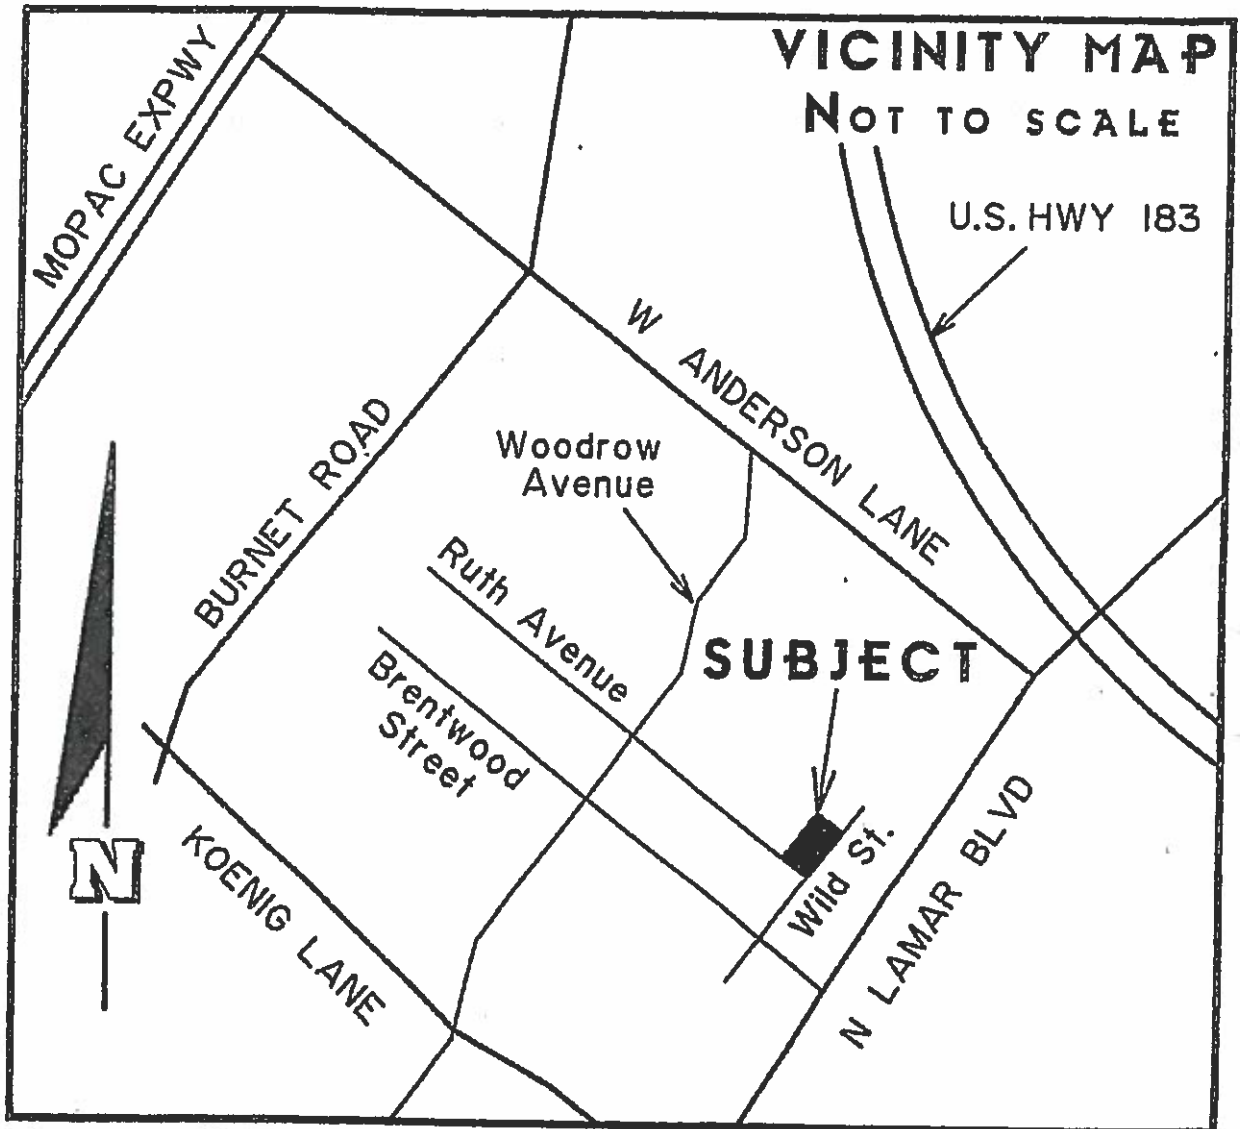 VICINITY MAP
NOT TO SCALE
MOPAC EXPWY
U.S. HWY 183
W ANDERSON LANE
BURNET ROAD
Woodrow
Avenue
Ruth Avenue
SUBJECT
Brentwood
Street
Wild St.
N LAMAR BLVD
KOENIG LANE
N